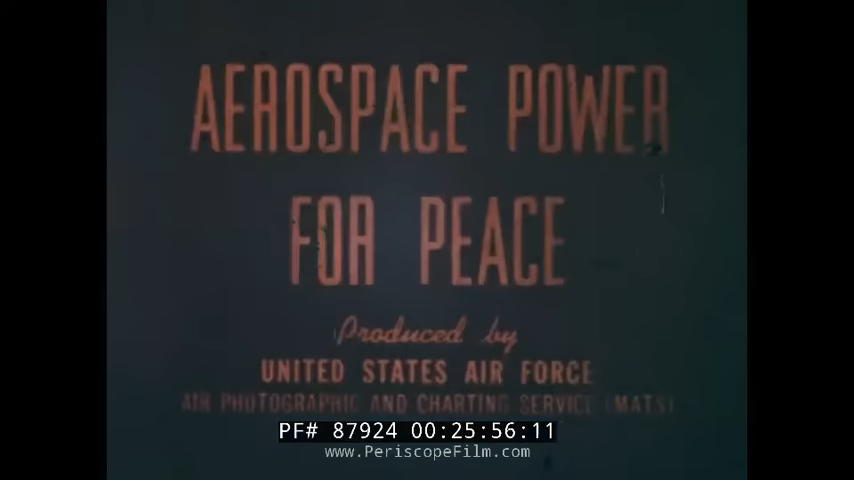 AEROSPACE POWER
FOR PEACE
Produced by
UNITED STATES AIR FORCE
AIR PHOTOGRAPHIC AND CHARTING SERVICE (MATS)
PF# 87924 00:25:56:11
www.PeriscopeFilm.com